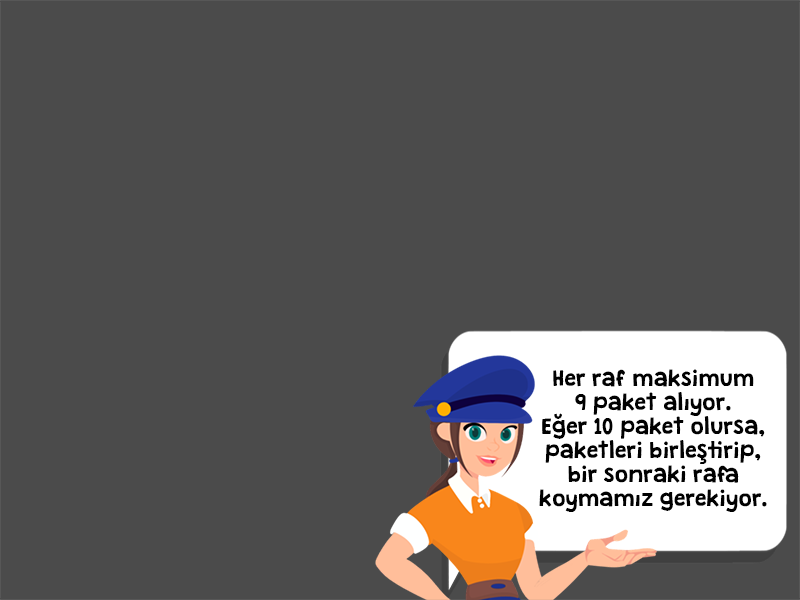 Her raf maksimum
9 paket alıyor.
Eğer 10 paket olursa,
paketleri birleştirip,
bir sonraki rafa
koymamız gerekiyor.